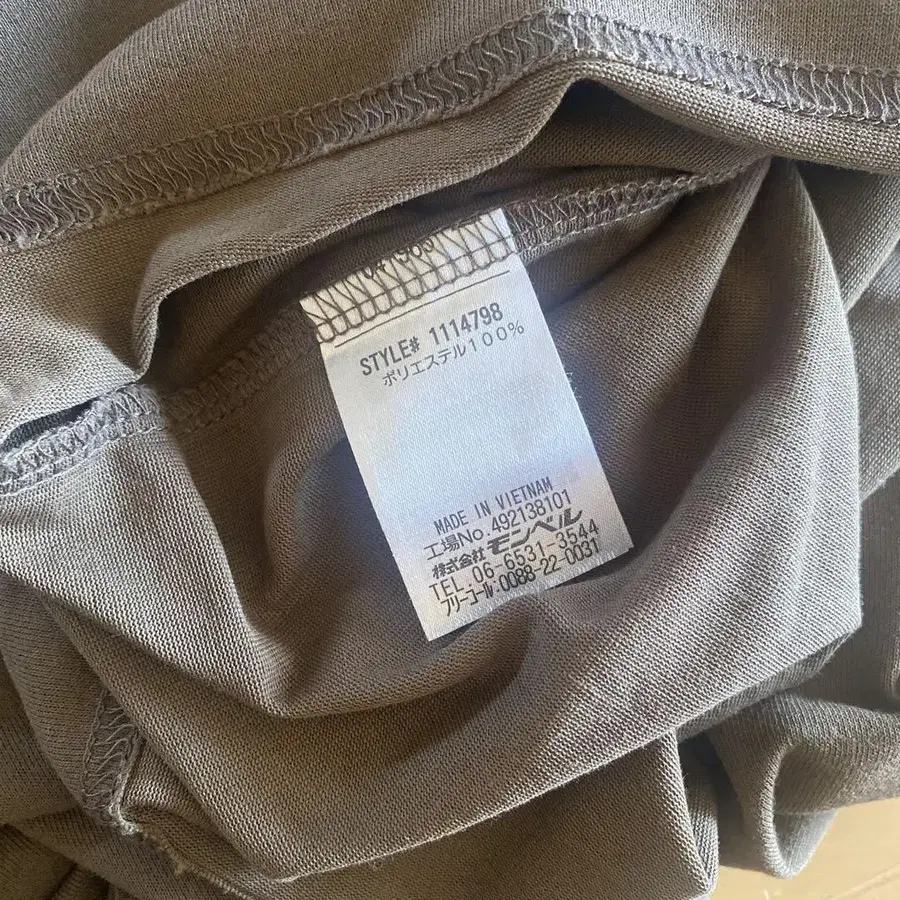 STYLE# 1114798
ポリエステル100%
MADE IN VIETNAM
工場No. 492138101
株式会社 モンベル
TEL. 06-6531-3544
フリーコール. 0088-22-0031